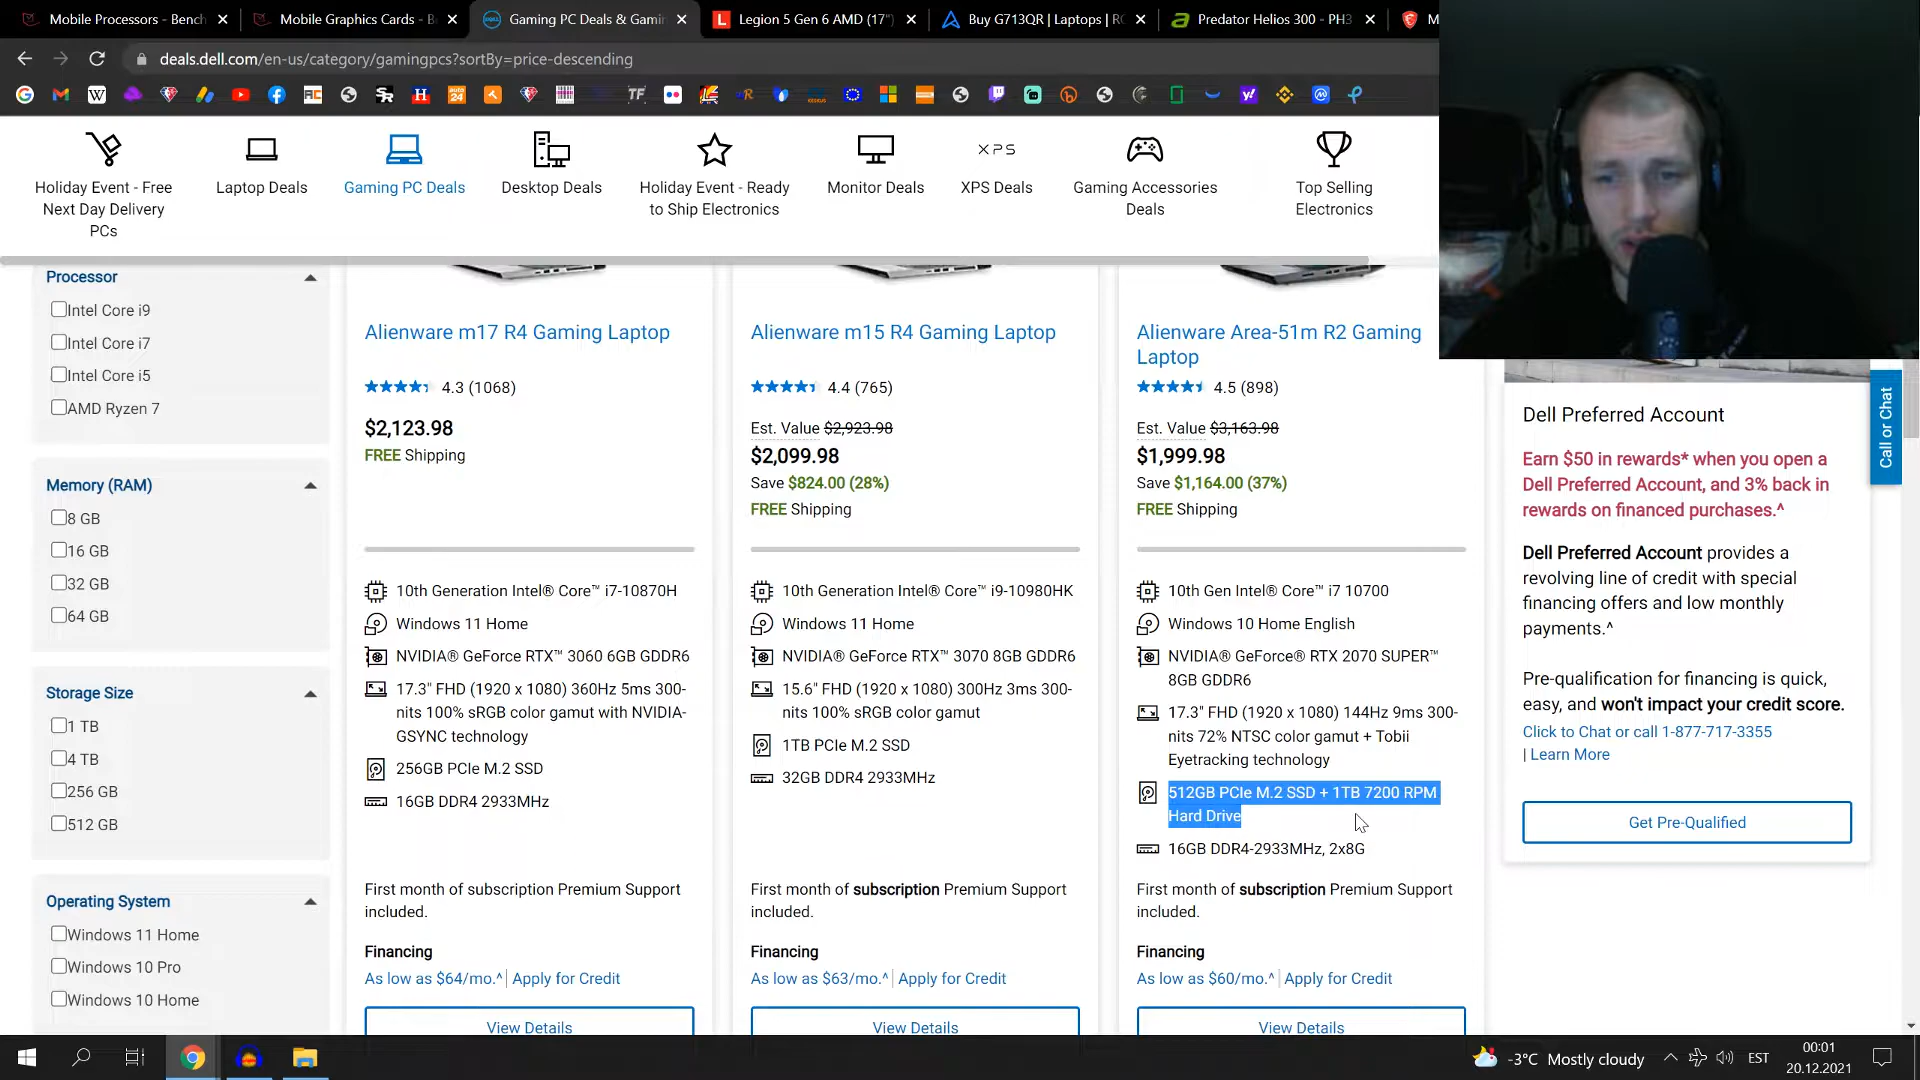 Mobile Processors - Bench
Mobile Graphics Cards - B
Gaming PC Deals & Gamin
Legion 5 Gen 6 AMD (17"
Buy G713QR | Laptops | RO
Predator Helios 300 - PH3
M
deals.dell.com/en-us/category/gamingpcs?sortBy=price-descending
Holiday Event - Free
Next Day Delivery
PCs
Laptop Deals
Gaming PC Deals
Desktop Deals
Holiday Event - Ready
to Ship Electronics
Monitor Deals
XPS
XPS Deals
Gaming Accessories
Deals
Top Selling
Electronics
Processor
Intel Core i9
Intel Core i7
Intel Core i5
AMD Ryzen 7
Memory (RAM)
8 GB
16 GB
32 GB
64 GB
Storage Size
1 TB
4 TB
256 GB
512 GB
Operating System
Windows 11 Home
Windows 10 Pro
Windows 10 Home
Alienware m17 R4 Gaming Laptop
4.3 (1068)
$2,123.98
FREE Shipping
10th Generation Intel® Core™ i7-10870H
Windows 11 Home
NVIDIA® GeForce RTX™ 3060 6GB GDDR6
17.3" FHD (1920 x 1080) 360Hz 5ms 300-
nits 100% sRGB color gamut with NVIDIA-
GSYNC technology
256GB PCIe M.2 SSD
16GB DDR4 2933MHz
First month of subscription Premium Support
included.
Financing
As low as $64/mo.^ | Apply for Credit
View Details
Alienware m15 R4 Gaming Laptop
4.4 (765)
Est. Value $2,923.98
$2,099.98
Save $824.00 (28%)
FREE Shipping
10th Generation Intel® Core™ i9-10980HK
Windows 11 Home
NVIDIA® GeForce RTX™ 3070 8GB GDDR6
15.6" FHD (1920 x 1080) 300Hz 3ms 300-
nits 100% sRGB color gamut
1TB PCIe M.2 SSD
32GB DDR4 2933MHz
First month of subscription Premium Support
included.
Financing
As low as $63/mo.^ | Apply for Credit
View Details
Alienware Area-51m R2 Gaming
Laptop
4.5 (898)
Est. Value $3,163.98
$1,999.98
Save $1,164.00 (37%)
FREE Shipping
10th Gen Intel® Core™ i7 10700
Windows 10 Home English
NVIDIA® GeForce® RTX 2070 SUPER™
8GB GDDR6
17.3" FHD (1920 x 1080) 144Hz 9ms 300-
nits 72% NTSC color gamut + Tobii
Eyetracking technology
512GB PCIe M.2 SSD + 1TB 7200 RPM
Hard Drive
16GB DDR4-2933MHz, 2x8G
First month of subscription Premium Support
included.
Financing
As low as $60/mo.^ | Apply for Credit
View Details
Dell Preferred Account
Earn $50 in rewards* when you open a
Dell Preferred Account, and 3% back in
rewards on financed purchases.^
Dell Preferred Account provides a
revolving line of credit with special
financing offers and low monthly
payments.^
Pre-qualification for financing is quick,
easy, and won't impact your credit score.
Click to Chat or call 1-877-717-3355
| Learn More
Get Pre-Qualified
Call or Chat
-3°C Mostly cloudy
EST
00:01
20.12.2021